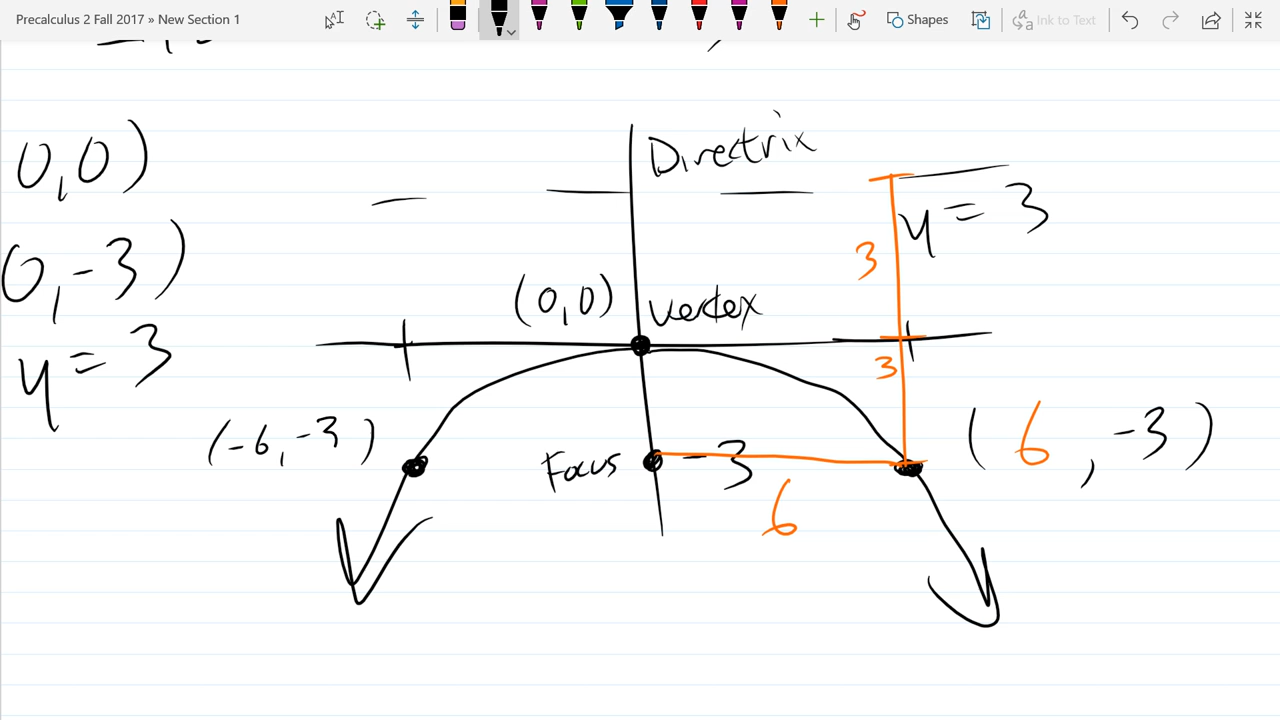 Precalculus 2 Fall 2017 » New Section 1
Shapes
Ink to Text
0,0)
0,-3)
y = 3
Directrix
y = 3
3
(0,0)
Vertex
3
(-6,-3)
Focus
-3
6
(6,-3)